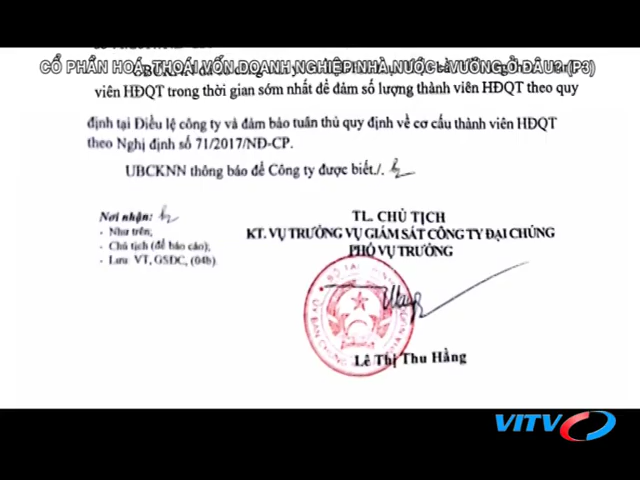 CỔ PHẦN HOÁ, THOÁI VỐN DOANH NGHIỆP NHÀ NƯỚC: VƯỚNG Ở ĐÂU? (P3)
viên HĐQT trong thời gian sớm nhất để đảm số lượng thành viên HĐQT theo quy
định tại Điều lệ công ty và đảm bảo tuân thủ quy định về cơ cấu thành viên HĐQT
theo Nghị định số 71/2017/NĐ-CP.
UBCKNN thông báo để Công ty được biết./.
Nơi nhận:
- Như trên;
- Chủ tịch (để báo cáo);
- Lưu VT, GSĐC, (04b).
TL. CHỦ TỊCH
KT. VỤ TRƯỞNG VỤ GIÁM SÁT CÔNG TY ĐẠI CHÚNG
PHÓ VỤ TRƯỞNG
Lê Thị Thu Hằng
VITV